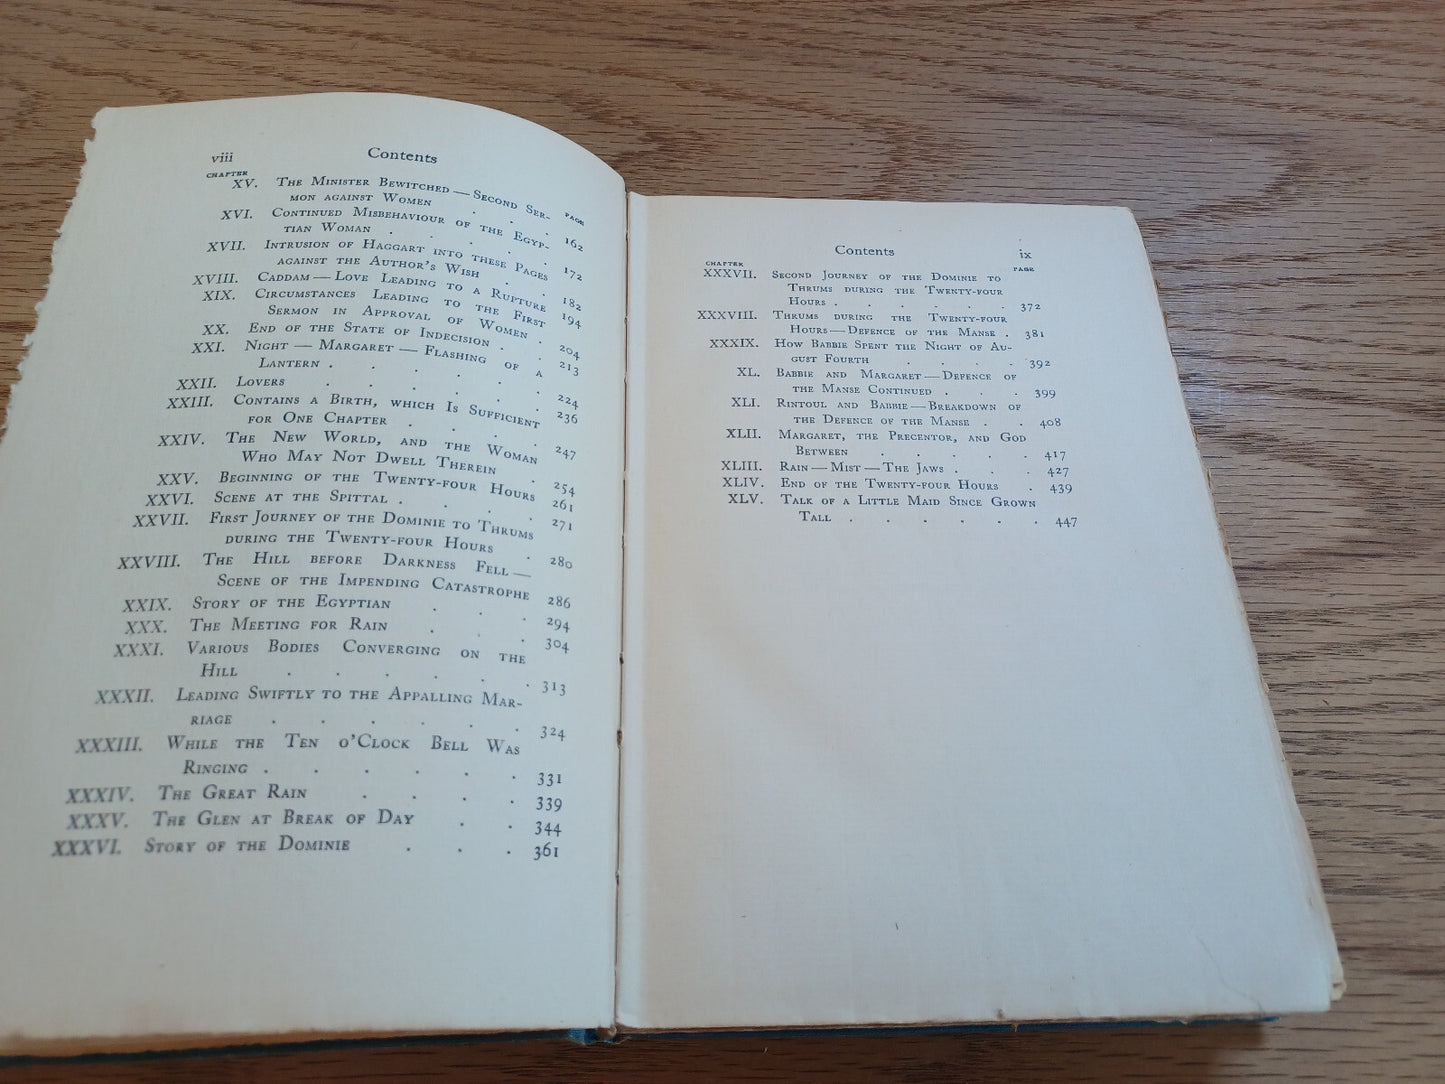 viii Contents
CHAPTER PAGE
XV. The Minister Bewitched — Second Ser-
mon against Women . . . 162
XVI. Continued Misbehaviour of the Egyp-
tian Woman . . . . . 172
XVII. Intrusion of Haggart into these Pages
against the Author's Wish . . 182
XVIII. Caddam — Love Leading to a Rupture 194
XIX. Circumstances Leading to the First
Sermon in Approval of Women . 204
XX. End of the State of Indecision . . 213
XXI. Night — Margaret — Flashing of a
Lantern . . . . . . 224
XXII. Lovers . . . . . . 236
XXIII. Contains a Birth, which Is Sufficient
for One Chapter . . . . 247
XXIV. The New World, and the Woman
Who May Not Dwell Therein . 254
XXV. Beginning of the Twenty-four Hours 261
XXVI. Scene at the Spittal . . . . 271
XXVII. First Journey of the Dominie to Thrums
during the Twenty-four Hours . 280
XXVIII. The Hill before Darkness Fell —
Scene of the Impending Catastrophe 286
XXIX. Story of the Egyptian . . . 294
XXX. The Meeting for Rain . . . 304
XXXI. Various Bodies Converging on the
Hill . . . . . . 313
XXXII. Leading Swiftly to the Appalling Mar-
riage . . . . . . 324
XXXIII. While the Ten o'Clock Bell Was
Ringing . . . . . . 331
XXXIV. The Great Rain . . . . 339
XXXV. The Glen at Break of Day . . 344
XXXVI. Story of the Dominie . . . 361
Contents ix
CHAPTER PAGE
XXXVII. Second Journey of the Dominie to
Thrums during the Twenty-four
Hours . . . . . . 372
XXXVIII. Thrums during the Twenty-four
Hours — Defence of the Manse . 381
XXXIX. How Babbie Spent the Night of Au-
gust Fourth . . . . 392
XL. Babbie and Margaret — Defence of
the Manse Continued . . . 399
XLI. Rintoul and Babbie — Breakdown of
the Defence of the Manse . . 408
XLII. Margaret, the Precentor, and God
Between . . . . . 417
XLIII. Rain — Mist — The Jaws . . . 427
XLIV. End of the Twenty-four Hours . 439
XLV. Talk of a Little Maid Since Grown
Tall . . . . . . 447